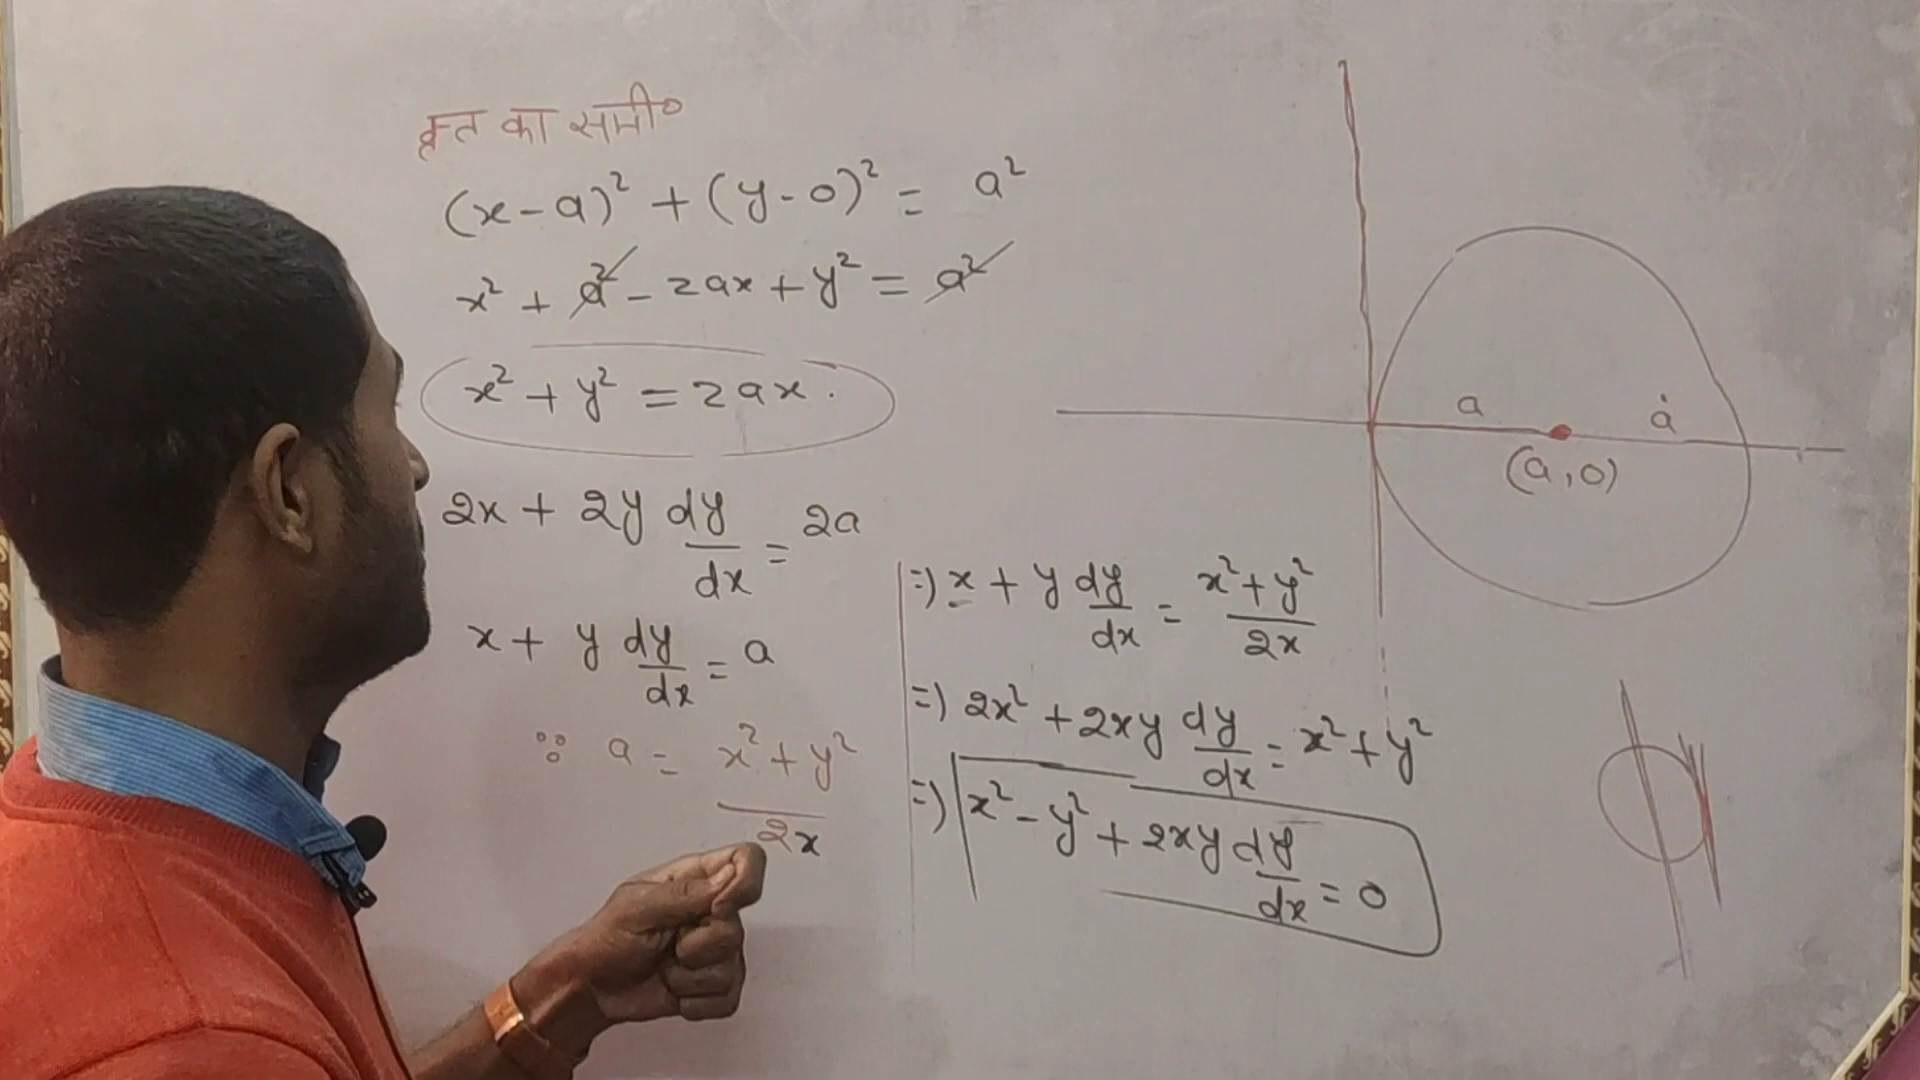 वृत का समी०
(x-a)² + (y-0)² = a²
x² + a² - 2ax + y² = a²
x² + y² = 2ax.
2x + 2y dy/dx = 2a
x + y dy/dx = a
∵ a = x² + y² / 2x
⇒ x + y dy/dx = x² + y² / 2x
⇒ 2x² + 2xy dy/dx = x² + y²
⇒ x² - y² + 2xy dy/dx = 0
a a
(a, 0)